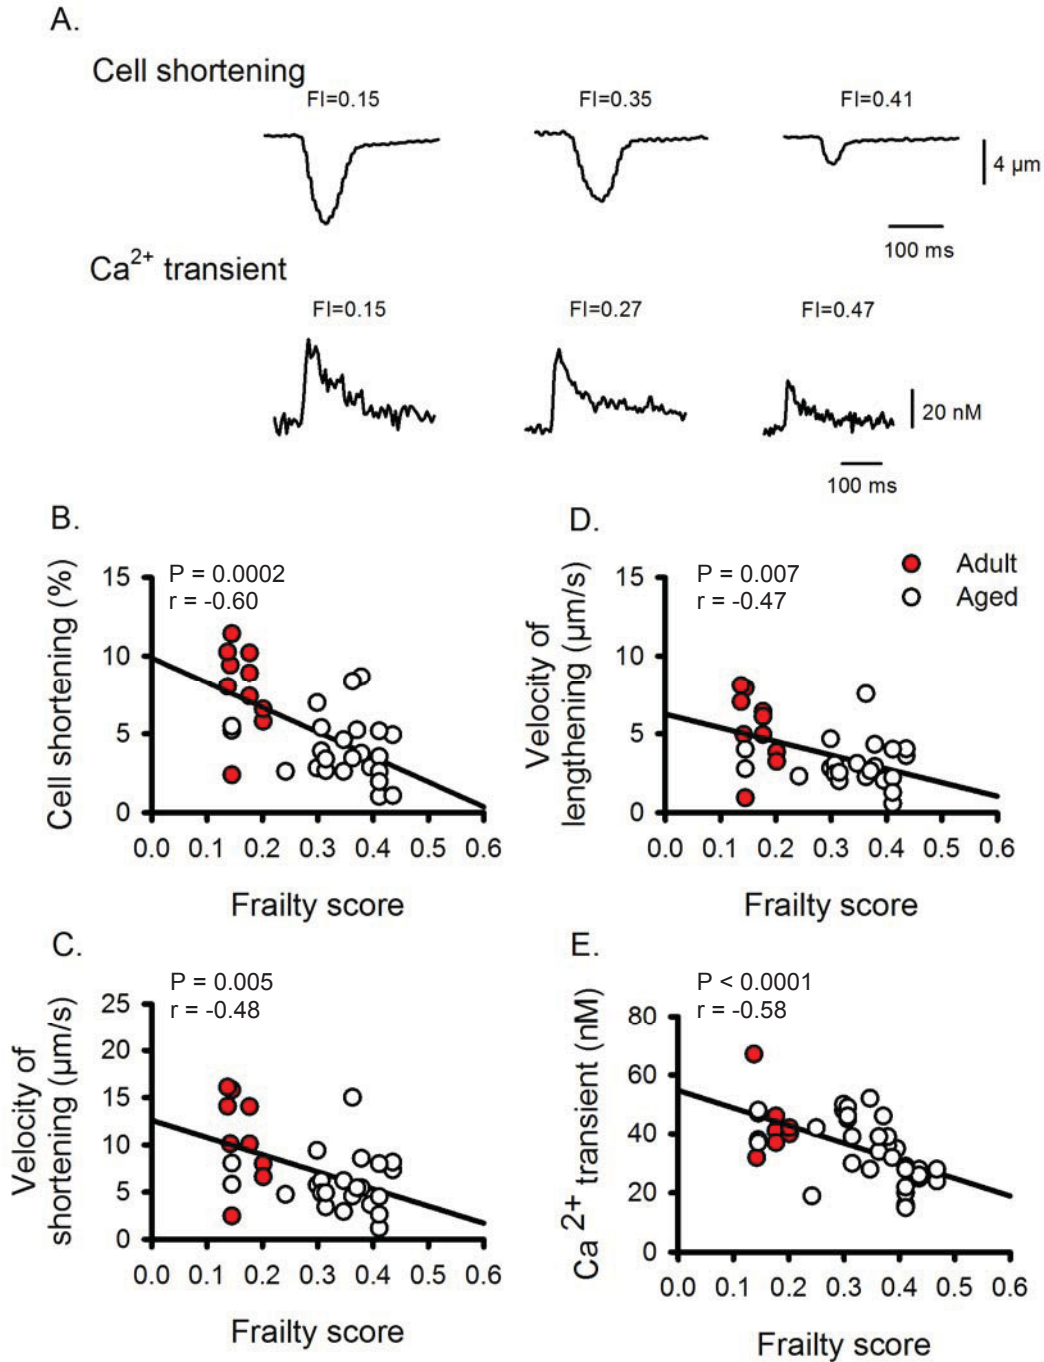 A.
Cell shortening
FI=0.15
FI=0.35
FI=0.41
4 µm
100 ms
Ca²⁺ transient
FI=0.15
FI=0.27
FI=0.47
20 nM
100 ms
B.
P = 0.0002
r = -0.60
Cell shortening (%)
15
10
5
0
0.0 0.1 0.2 0.3 0.4 0.5 0.6
Frailty score
D.
P = 0.007
r = -0.47
Adult
Aged
Velocity of
lengthening (µm/s)
15
10
5
0
0.0 0.1 0.2 0.3 0.4 0.5 0.6
Frailty score
C.
P = 0.005
r = -0.48
Velocity of
shortening (µm/s)
25
20
15
10
5
0
0.0 0.1 0.2 0.3 0.4 0.5 0.6
Frailty score
E.
P < 0.0001
r = -0.58
Ca²⁺ transient (nM)
80
60
40
20
0
0.0 0.1 0.2 0.3 0.4 0.5 0.6
Frailty score